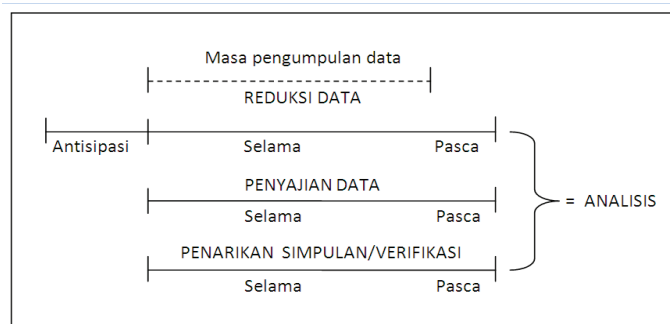 Masa pengumpulan data
REDUKSI DATA
Antisipasi Selama Pasca
PENYAJIAN DATA
Selama Pasca
= ANALISIS
PENARIKAN SIMPULAN/VERIFIKASI
Selama Pasca